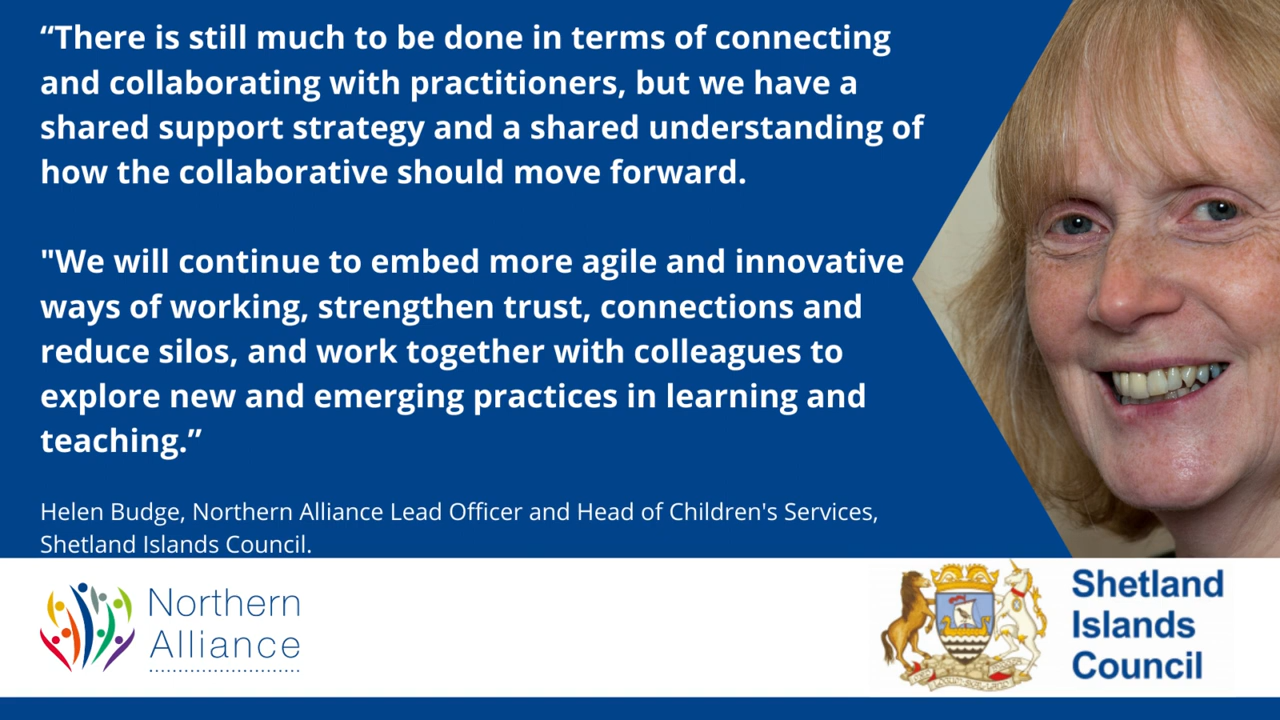 “There is still much to be done in terms of connecting
and collaborating with practitioners, but we have a
shared support strategy and a shared understanding of
how the collaborative should move forward.
"We will continue to embed more agile and innovative
ways of working, strengthen trust, connections and
reduce silos, and work together with colleagues to
explore new and emerging practices in learning and
teaching.”
Helen Budge, Northern Alliance Lead Officer and Head of Children's Services,
Shetland Islands Council.
Northern
Alliance
Shetland
Islands
Council